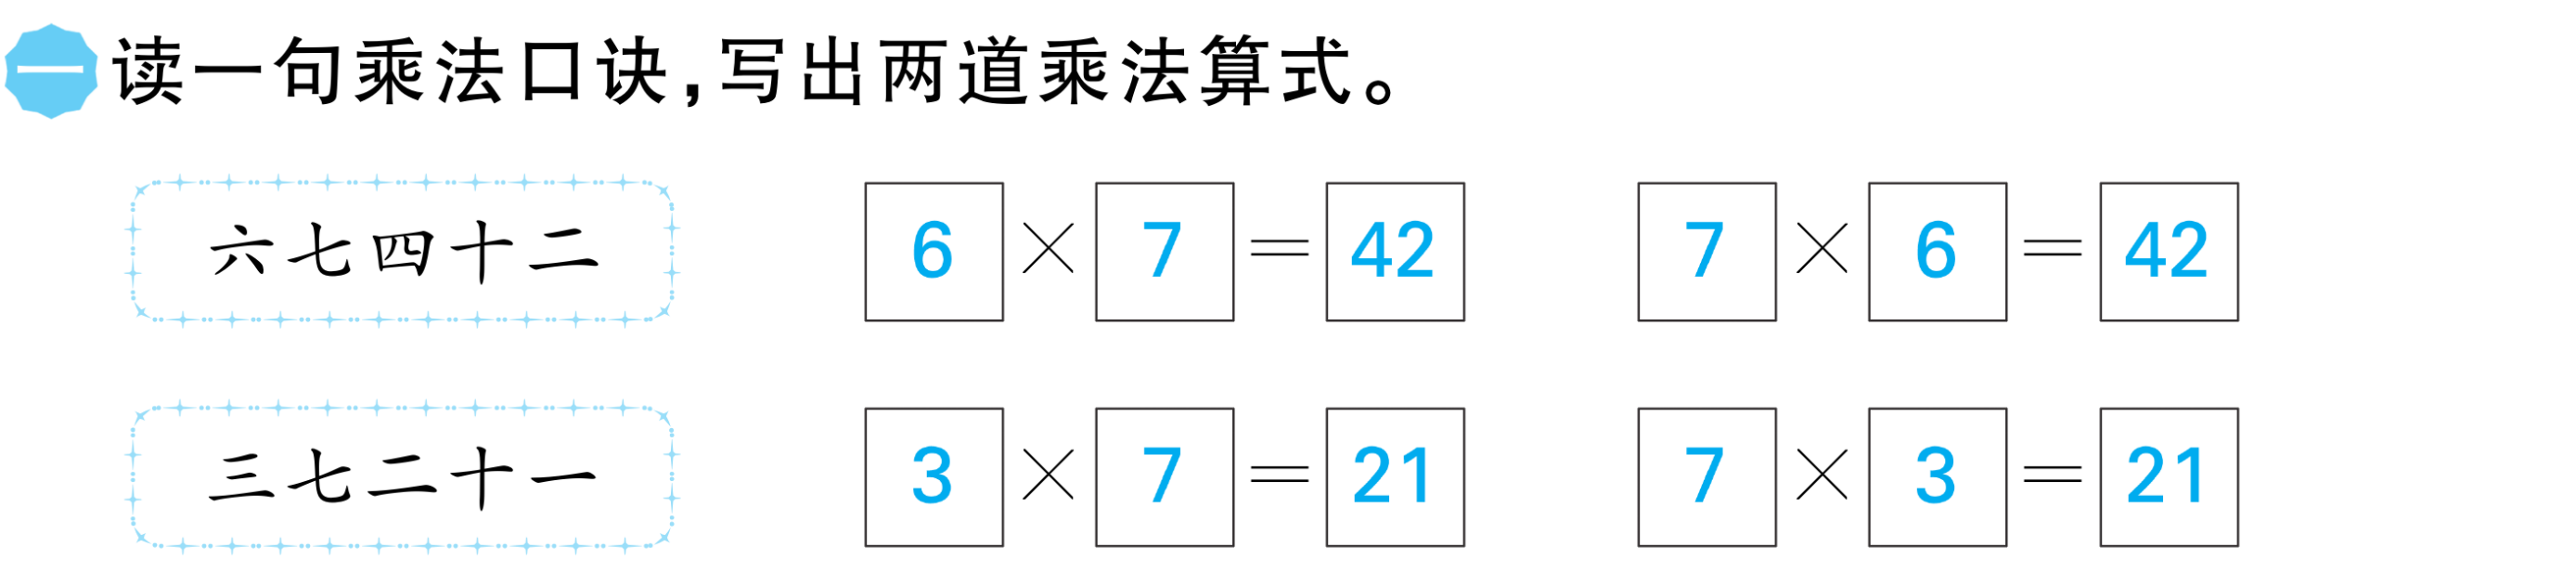 一 读一句乘法口诀，写出两道乘法算式。
六七四十二 6 × 7 = 42 7 × 6 = 42
三七二十一 3 × 7 = 21 7 × 3 = 21